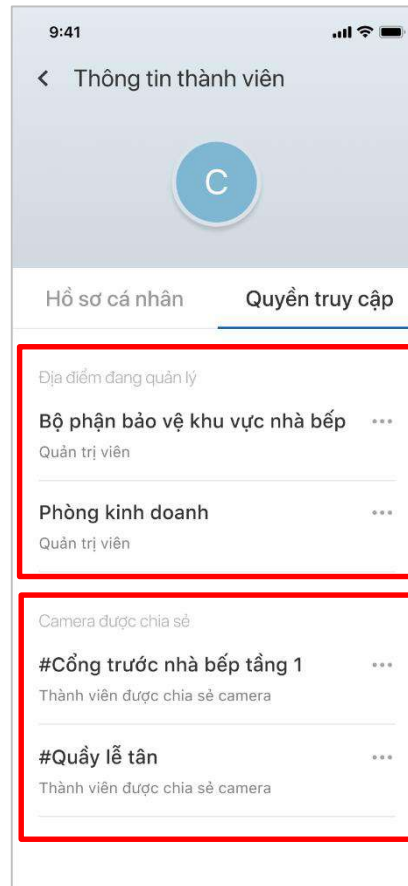 9:41
Thông tin thành viên
C
Hồ sơ cá nhân Quyền truy cập
Địa điểm đang quản lý
Bộ phận bảo vệ khu vực nhà bếp
Quản trị viên
Phòng kinh doanh
Quản trị viên
Camera được chia sẻ
#Cổng trước nhà bếp tầng 1
Thành viên được chia sẻ camera
#Quầy lễ tân
Thành viên được chia sẻ camera